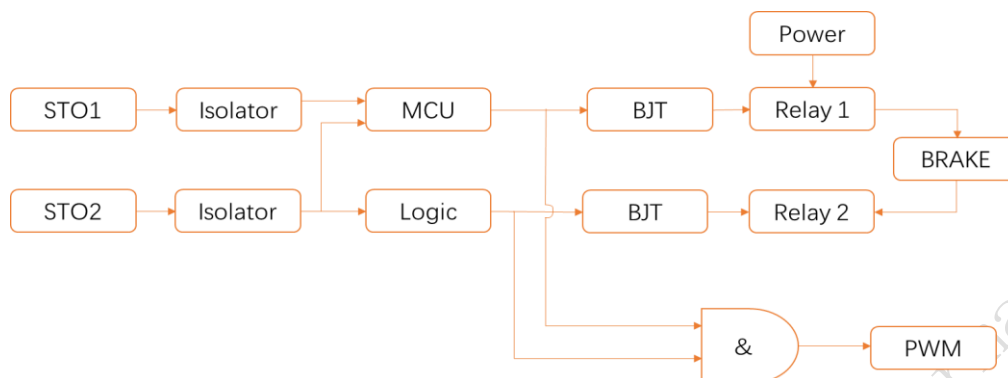 Power
STO1
Isolator
MCU
BJT
Relay 1
BRAKE
STO2
Isolator
Logic
BJT
Relay 2
&
PWM